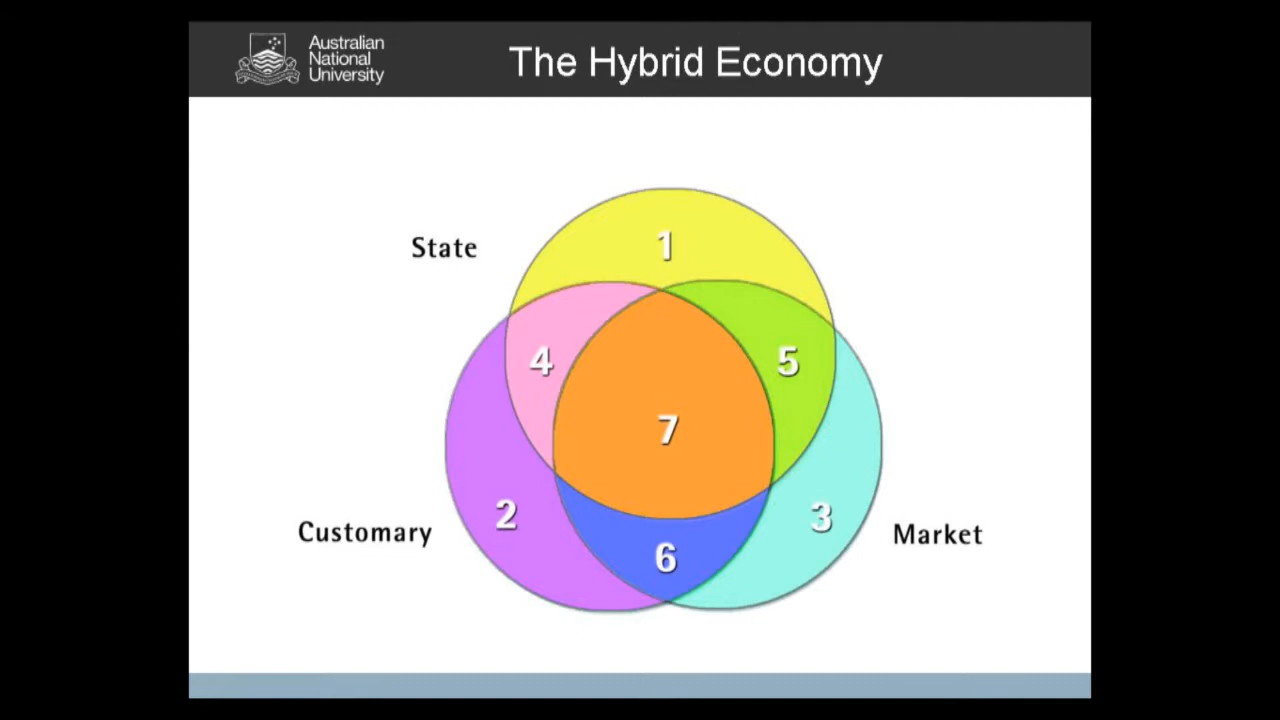 Australian
National
University
The Hybrid Economy
State
1
4
5
7
2
3
Customary
Market
6